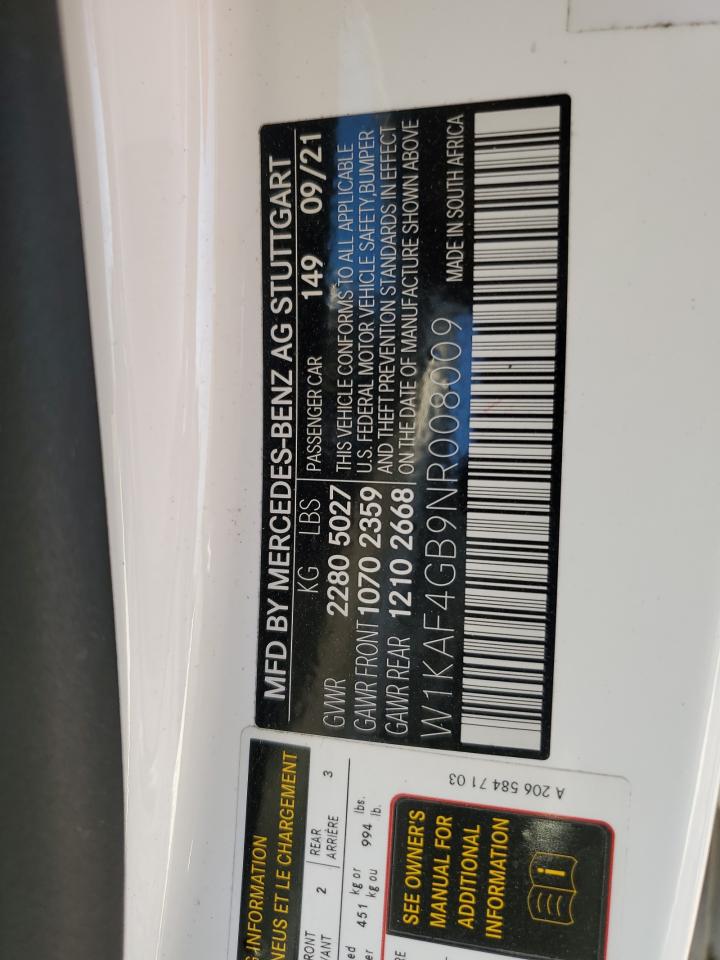 MFD BY MERCEDES-BENZ AG STUTTGART
KG LBS
GVWR 2280 5027
GAWR FRONT 1070 2359
GAWR REAR 1210 2668
PASSENGER CAR 149 09/21
THIS VEHICLE CONFORMS TO ALL APPLICABLE
U.S. FEDERAL MOTOR VEHICLE SAFETY,BUMPER
AND THEFT PREVENTION STANDARDS IN EFFECT
ON THE DATE OF MANUFACTURE SHOWN ABOVE
W1KAF4GB9NR008009 MADE IN SOUTH AFRICA
INFORMATION
NEUS ET LE CHARGEMENT
2 REAR 3
ARRIÈRE
451 kg or 994 lbs.
kg ou lb.
SEE OWNER'S
MANUAL FOR
ADDITIONAL
INFORMATION
A 206 584 71 03